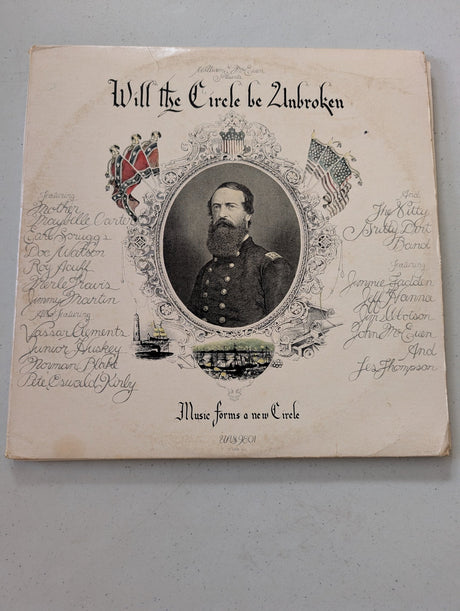 William E. McEuen
Presents
Will the Circle be Unbroken
Featuring
Mother
Maybelle Carter
Earl Scruggs
Doc Watson
Roy Acuff
Merle Travis
Jimmy Martin
Also featuring
Vassar Clements
Junior Huskey
Norman Blake
Pete Oswald Kirby
And
The Nitty
Gritty Dirt
Band
Featuring
Jimmie Fadden
Jeff Hanna
Jim Ibbotson
John McEuen
And
Les Thompson
Music forms a new Circle
UAS 9801